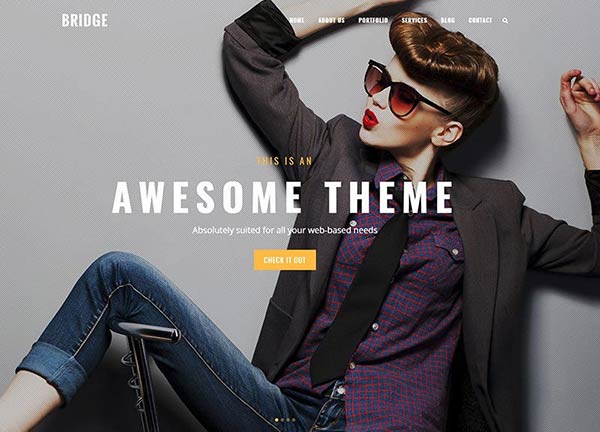 BRIDGE
HOME ABOUT US PORTFOLIO SERVICES BLOG CONTACT
THIS IS AN
AWESOME THEME
Absolutely suited for all your web-based needs
CHECK IT OUT